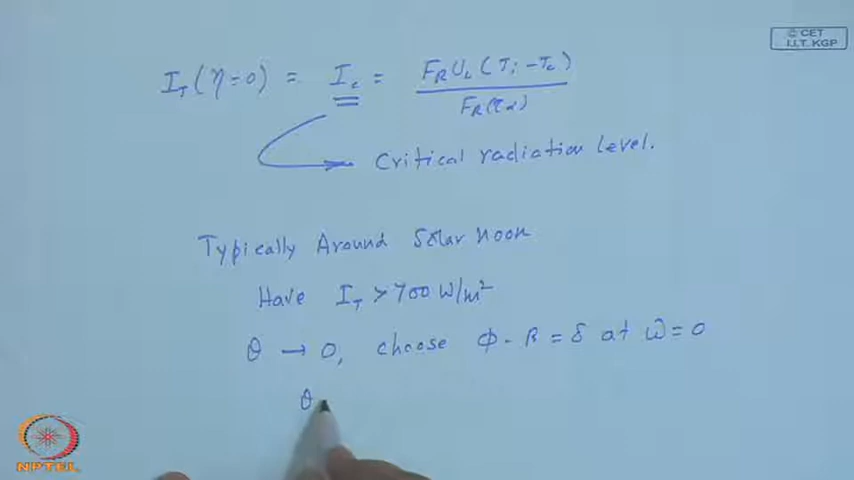 © CET
I.I.T. KGP
I_T (η=0) = I_c = F_R U_L (T_i - T_c) / F_R(τα)
Critical radiation Level.
Typically Around Solar noon
Have I_T > 700 W/m²
θ → 0, choose Φ - β = δ at ω = 0
θ
NPTEL